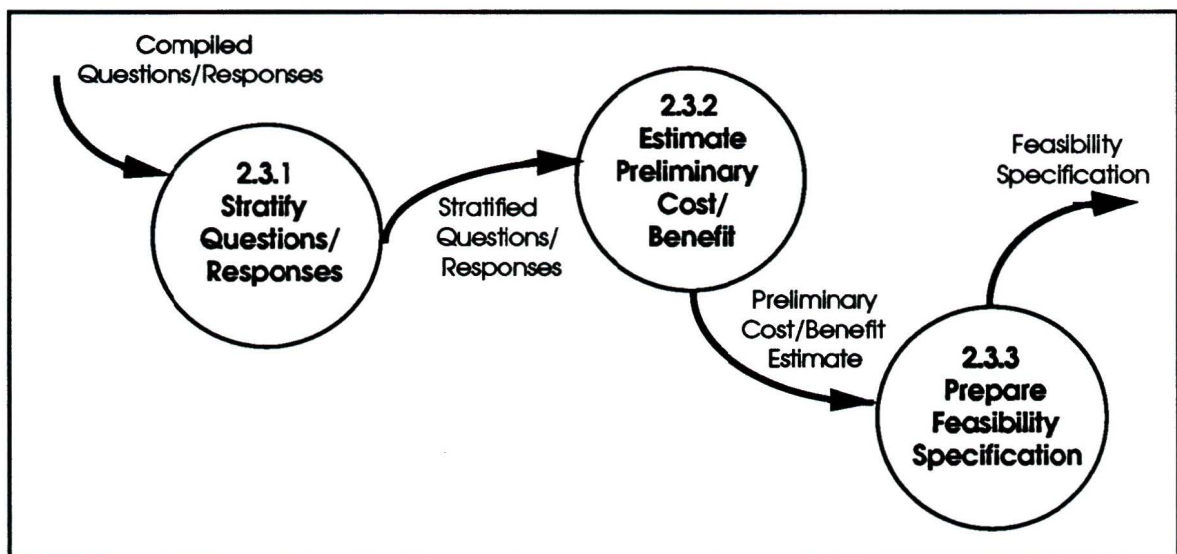 Compiled
Questions/Responses
2.3.1
Stratify
Questions/
Responses
Stratified
Questions/
Responses
2.3.2
Estimate
Preliminary
Cost/
Benefit
Preliminary
Cost/Benefit
Estimate
2.3.3
Prepare
Feasibility
Specification
Feasibility
Specification